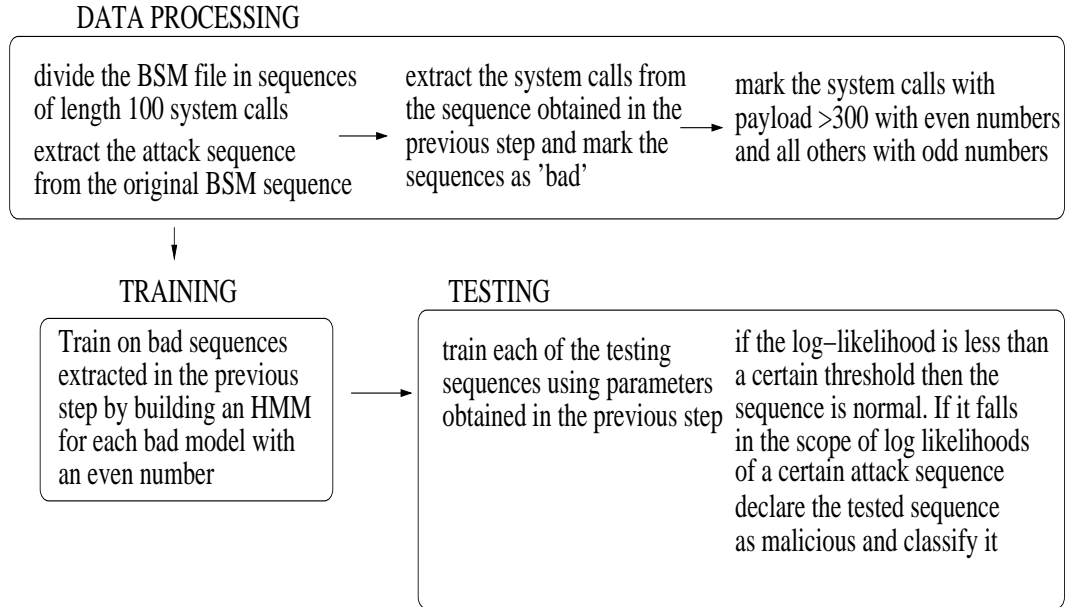 DATA PROCESSING
divide the BSM file in sequences
of length 100 system calls
extract the attack sequence
from the original BSM sequence
extract the system calls from
the sequence obtained in the
previous step and mark the
sequences as 'bad'
mark the system calls with
payload >300 with even numbers
and all others with odd numbers
TRAINING
Train on bad sequences
extracted in the previous
step by building an HMM
for each bad model with
an even number
TESTING
train each of the testing
sequences using parameters
obtained in the previous step
if the log−likelihood is less than
a certain threshold then the
sequence is normal. If it falls
in the scope of log likelihoods
of a certain attack sequence
declare the tested sequence
as malicious and classify it